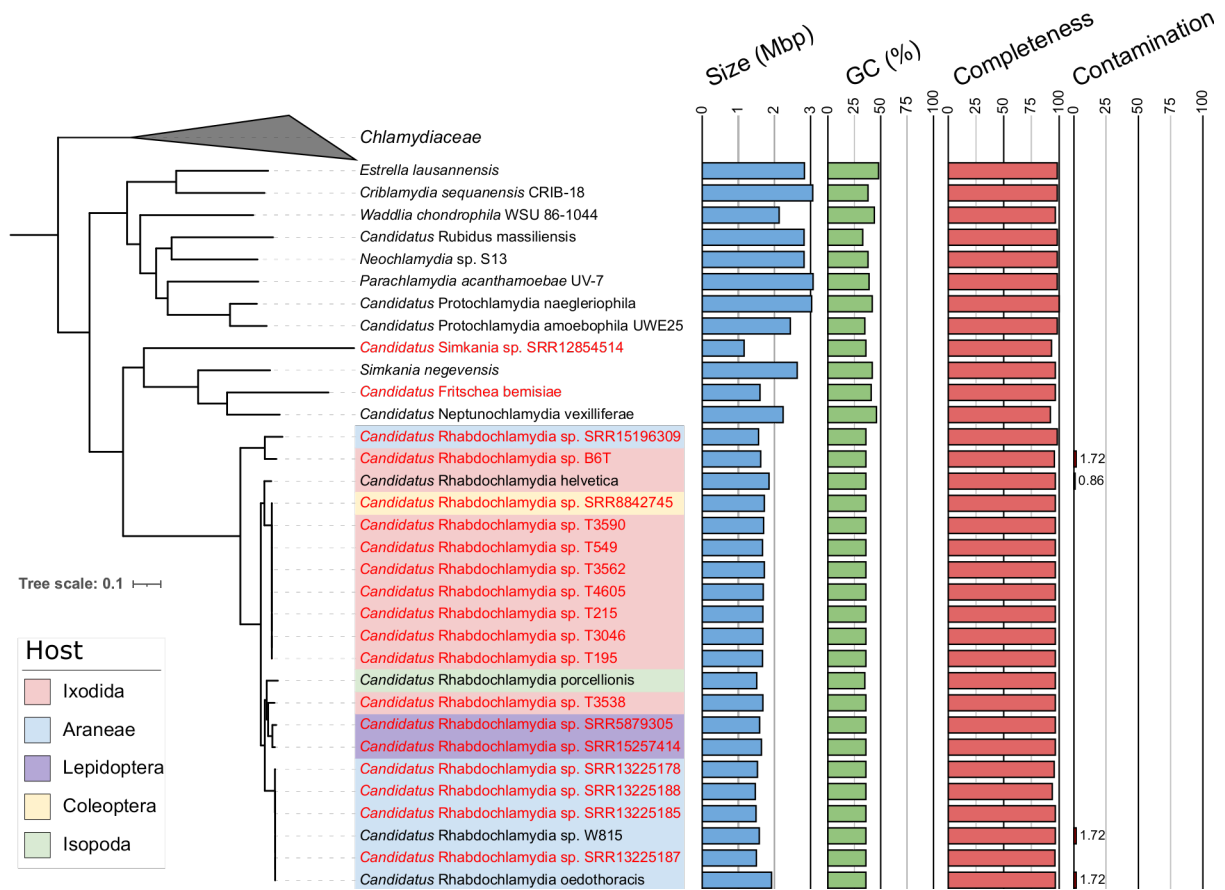 Size (Mbp)
GC (%)
Completeness
Contamination
0 1 2 3
0 25 50 75 100
0 25 50 75 100
0 25 50 75 100
Chlamydiaceae
Estrella lausannensis
Criblamydia sequanensis CRIB-18
Waddlia chondrophila WSU 86-1044
Candidatus Rubidus massiliensis
Neochlamydia sp. S13
Parachlamydia acanthamoebae UV-7
Candidatus Protochlamydia naegleriophila
Candidatus Protochlamydia amoebophila UWE25
Candidatus Simkania sp. SRR12854514
Simkania negevensis
Candidatus Fritschea bemisiae
Candidatus Neptunochlamydia vexilliferae
Candidatus Rhabdochlamydia sp. SRR15196309
Candidatus Rhabdochlamydia sp. B6T 1.72
Candidatus Rhabdochlamydia helvetica 0.86
Candidatus Rhabdochlamydia sp. SRR8842745
Candidatus Rhabdochlamydia sp. T3590
Candidatus Rhabdochlamydia sp. T549
Candidatus Rhabdochlamydia sp. T3562
Candidatus Rhabdochlamydia sp. T4605
Candidatus Rhabdochlamydia sp. T215
Candidatus Rhabdochlamydia sp. T3046
Candidatus Rhabdochlamydia sp. T195
Candidatus Rhabdochlamydia porcellionis
Candidatus Rhabdochlamydia sp. T3538
Candidatus Rhabdochlamydia sp. SRR5879305
Candidatus Rhabdochlamydia sp. SRR15257414
Candidatus Rhabdochlamydia sp. SRR13225178
Candidatus Rhabdochlamydia sp. SRR13225188
Candidatus Rhabdochlamydia sp. SRR13225185
Candidatus Rhabdochlamydia sp. W815 1.72
Candidatus Rhabdochlamydia sp. SRR13225187
Candidatus Rhabdochlamydia oedothoracis 1.72
Tree scale: 0.1
Host
Ixodida
Araneae
Lepidoptera
Coleoptera
Isopoda